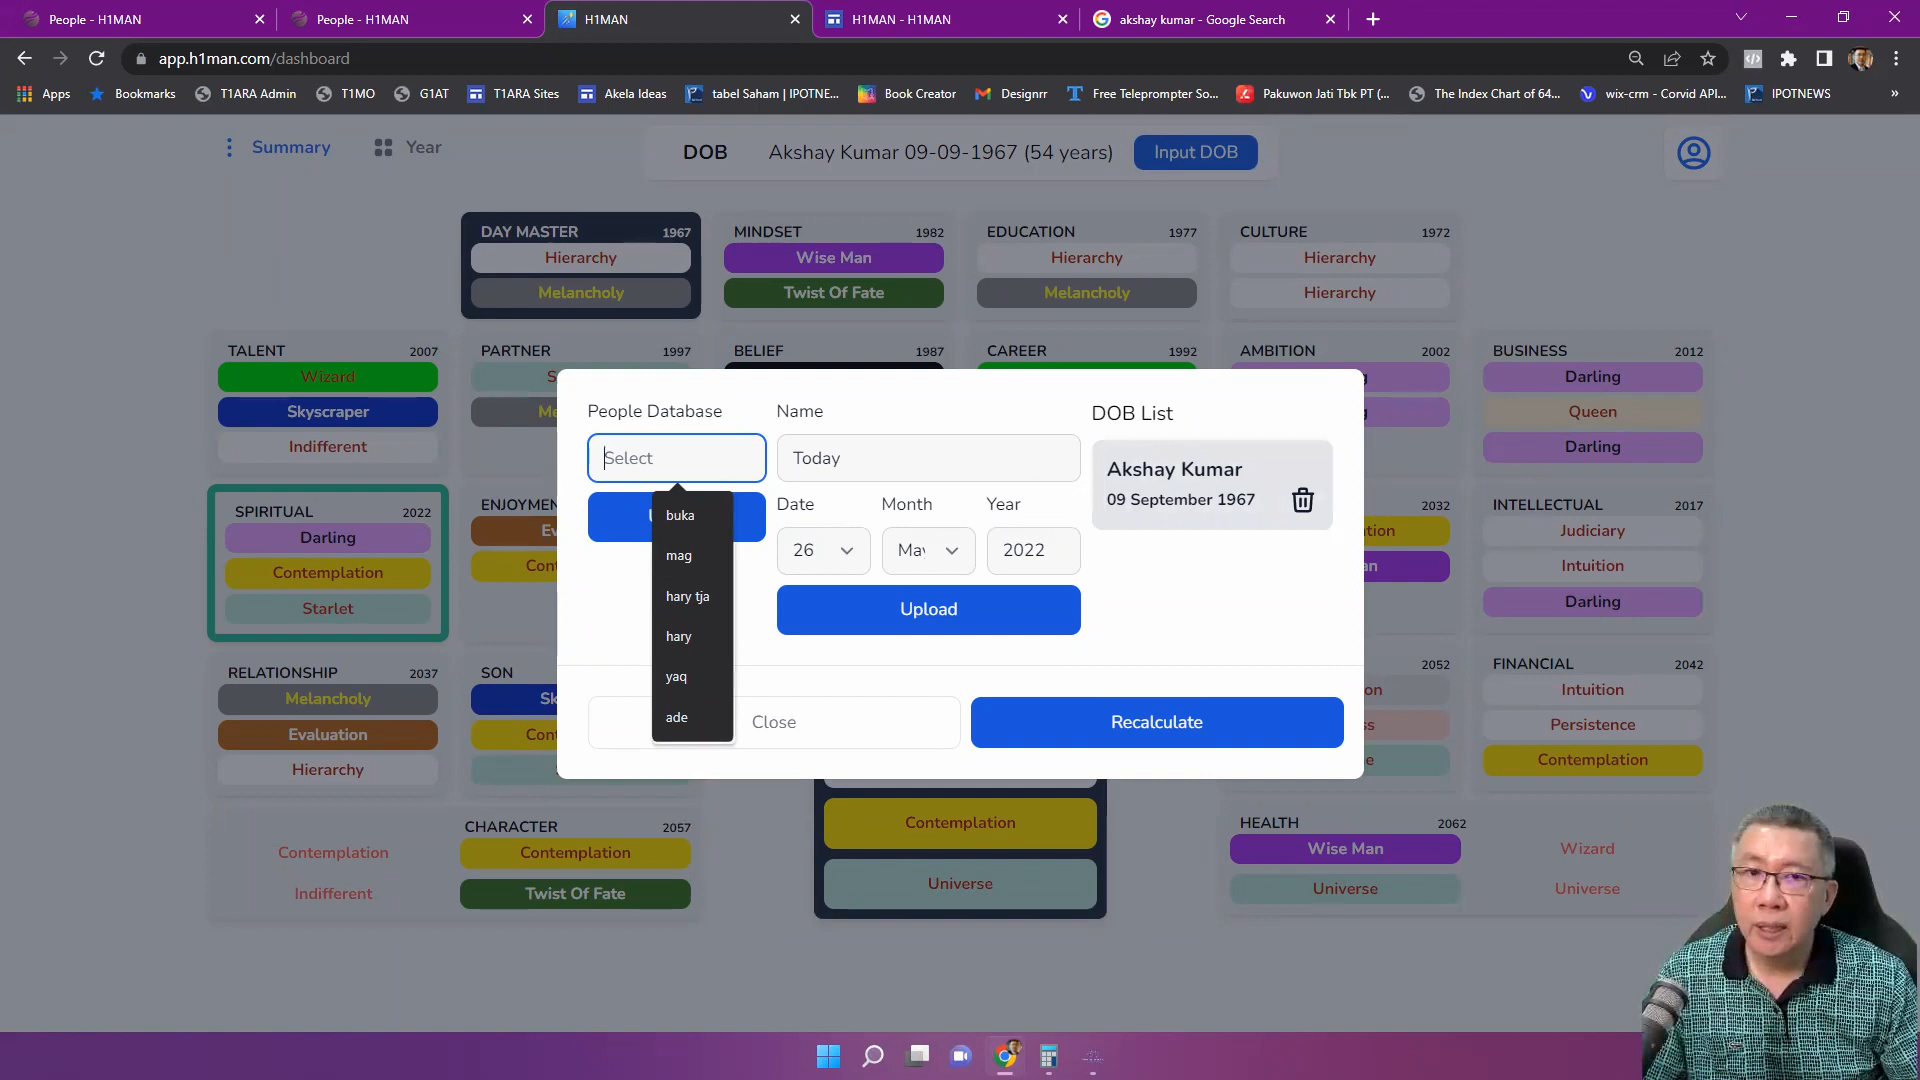 People - H1MAN
People - H1MAN
H1MAN
H1MAN - H1MAN
akshay kumar - Google Search
app.h1man.com/dashboard
Apps
Bookmarks
T1ARA Admin
T1MO
G1AT
T1ARA Sites
Akela Ideas
tabel Saham | IPOTNE...
Book Creator
Designrr
Free Teleprompter So...
Pakuwon Jati Tbk PT (...
The Index Chart of 64...
wix-crm - Corvid API...
IPOTNEWS
Summary
Year
DOB
Akshay Kumar 09-09-1967 (54 years)
Input DOB
DAY MASTER 1967
Hierarchy
Melancholy
MINDSET 1982
Wise Man
Twist Of Fate
EDUCATION 1977
Hierarchy
Melancholy
CULTURE 1972
Hierarchy
Hierarchy
TALENT 2007
Wizard
Skyscraper
Indifferent
PARTNER 1997
BELIEF 1987
CAREER 1992
AMBITION 2002
BUSINESS 2012
Darling
Queen
Darling
People Database
Select
buka
mag
hary tja
hary
yaq
ade
Name
Today
Date
Month
Year
26
May
2022
Upload
DOB List
Akshay Kumar
09 September 1967
Close
Recalculate
SPIRITUAL 2022
Darling
Contemplation
Starlet
ENJOYMEN
Ev
Con
2032
INTELLECTUAL 2017
Judiciary
Intuition
Darling
RELATIONSHIP 2037
Melancholy
Evaluation
Hierarchy
SON
Sk
Con
2052
FINANCIAL 2042
Intuition
Persistence
Contemplation
Contemplation
Indifferent
CHARACTER 2057
Contemplation
Twist Of Fate
Contemplation
Universe
HEALTH 2062
Wise Man
Universe
Wizard
Universe